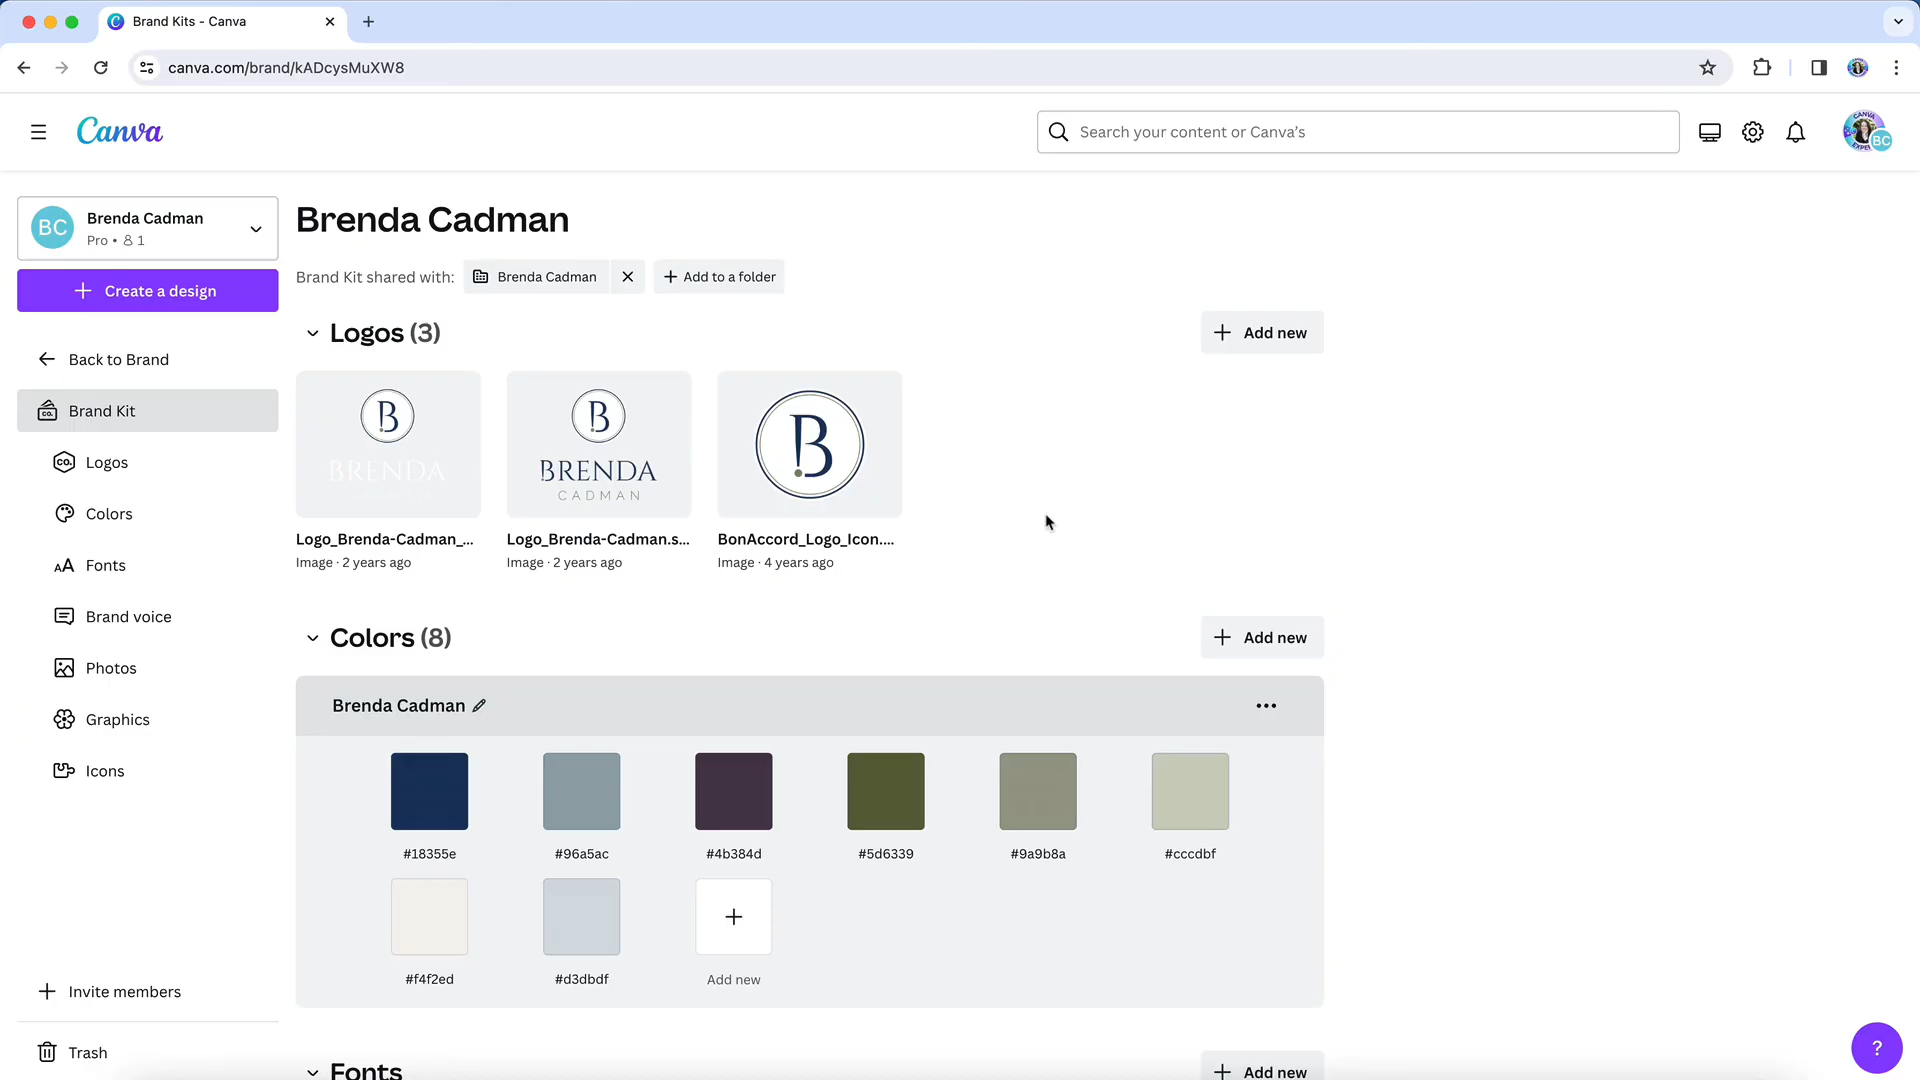 Brand Kits - Canva
canva.com/brand/kADcysMuXW8
Canva
Search your content or Canva's
CANVA
BC
BC
Brenda Cadman
Pro • 1
Create a design
Back to Brand
Brand Kit
Logos
Colors
Fonts
Brand voice
Photos
Graphics
Icons
Invite members
Trash
Brenda Cadman
Brand Kit shared with:
Brenda Cadman
Add to a folder
Logos (3)
Add new
B
BRENDA
B
BRENDA
CADMAN
B
Logo_Brenda-Cadman_...
Image · 2 years ago
Logo_Brenda-Cadman.s...
Image · 2 years ago
BonAccord_Logo_Icon....
Image · 4 years ago
Colors (8)
Add new
Brenda Cadman
#18355e
#96a5ac
#4b384d
#5d6339
#9a9b8a
#cccdbf
#f4f2ed
#d3dbdf
Add new
Fonts
Add new
?